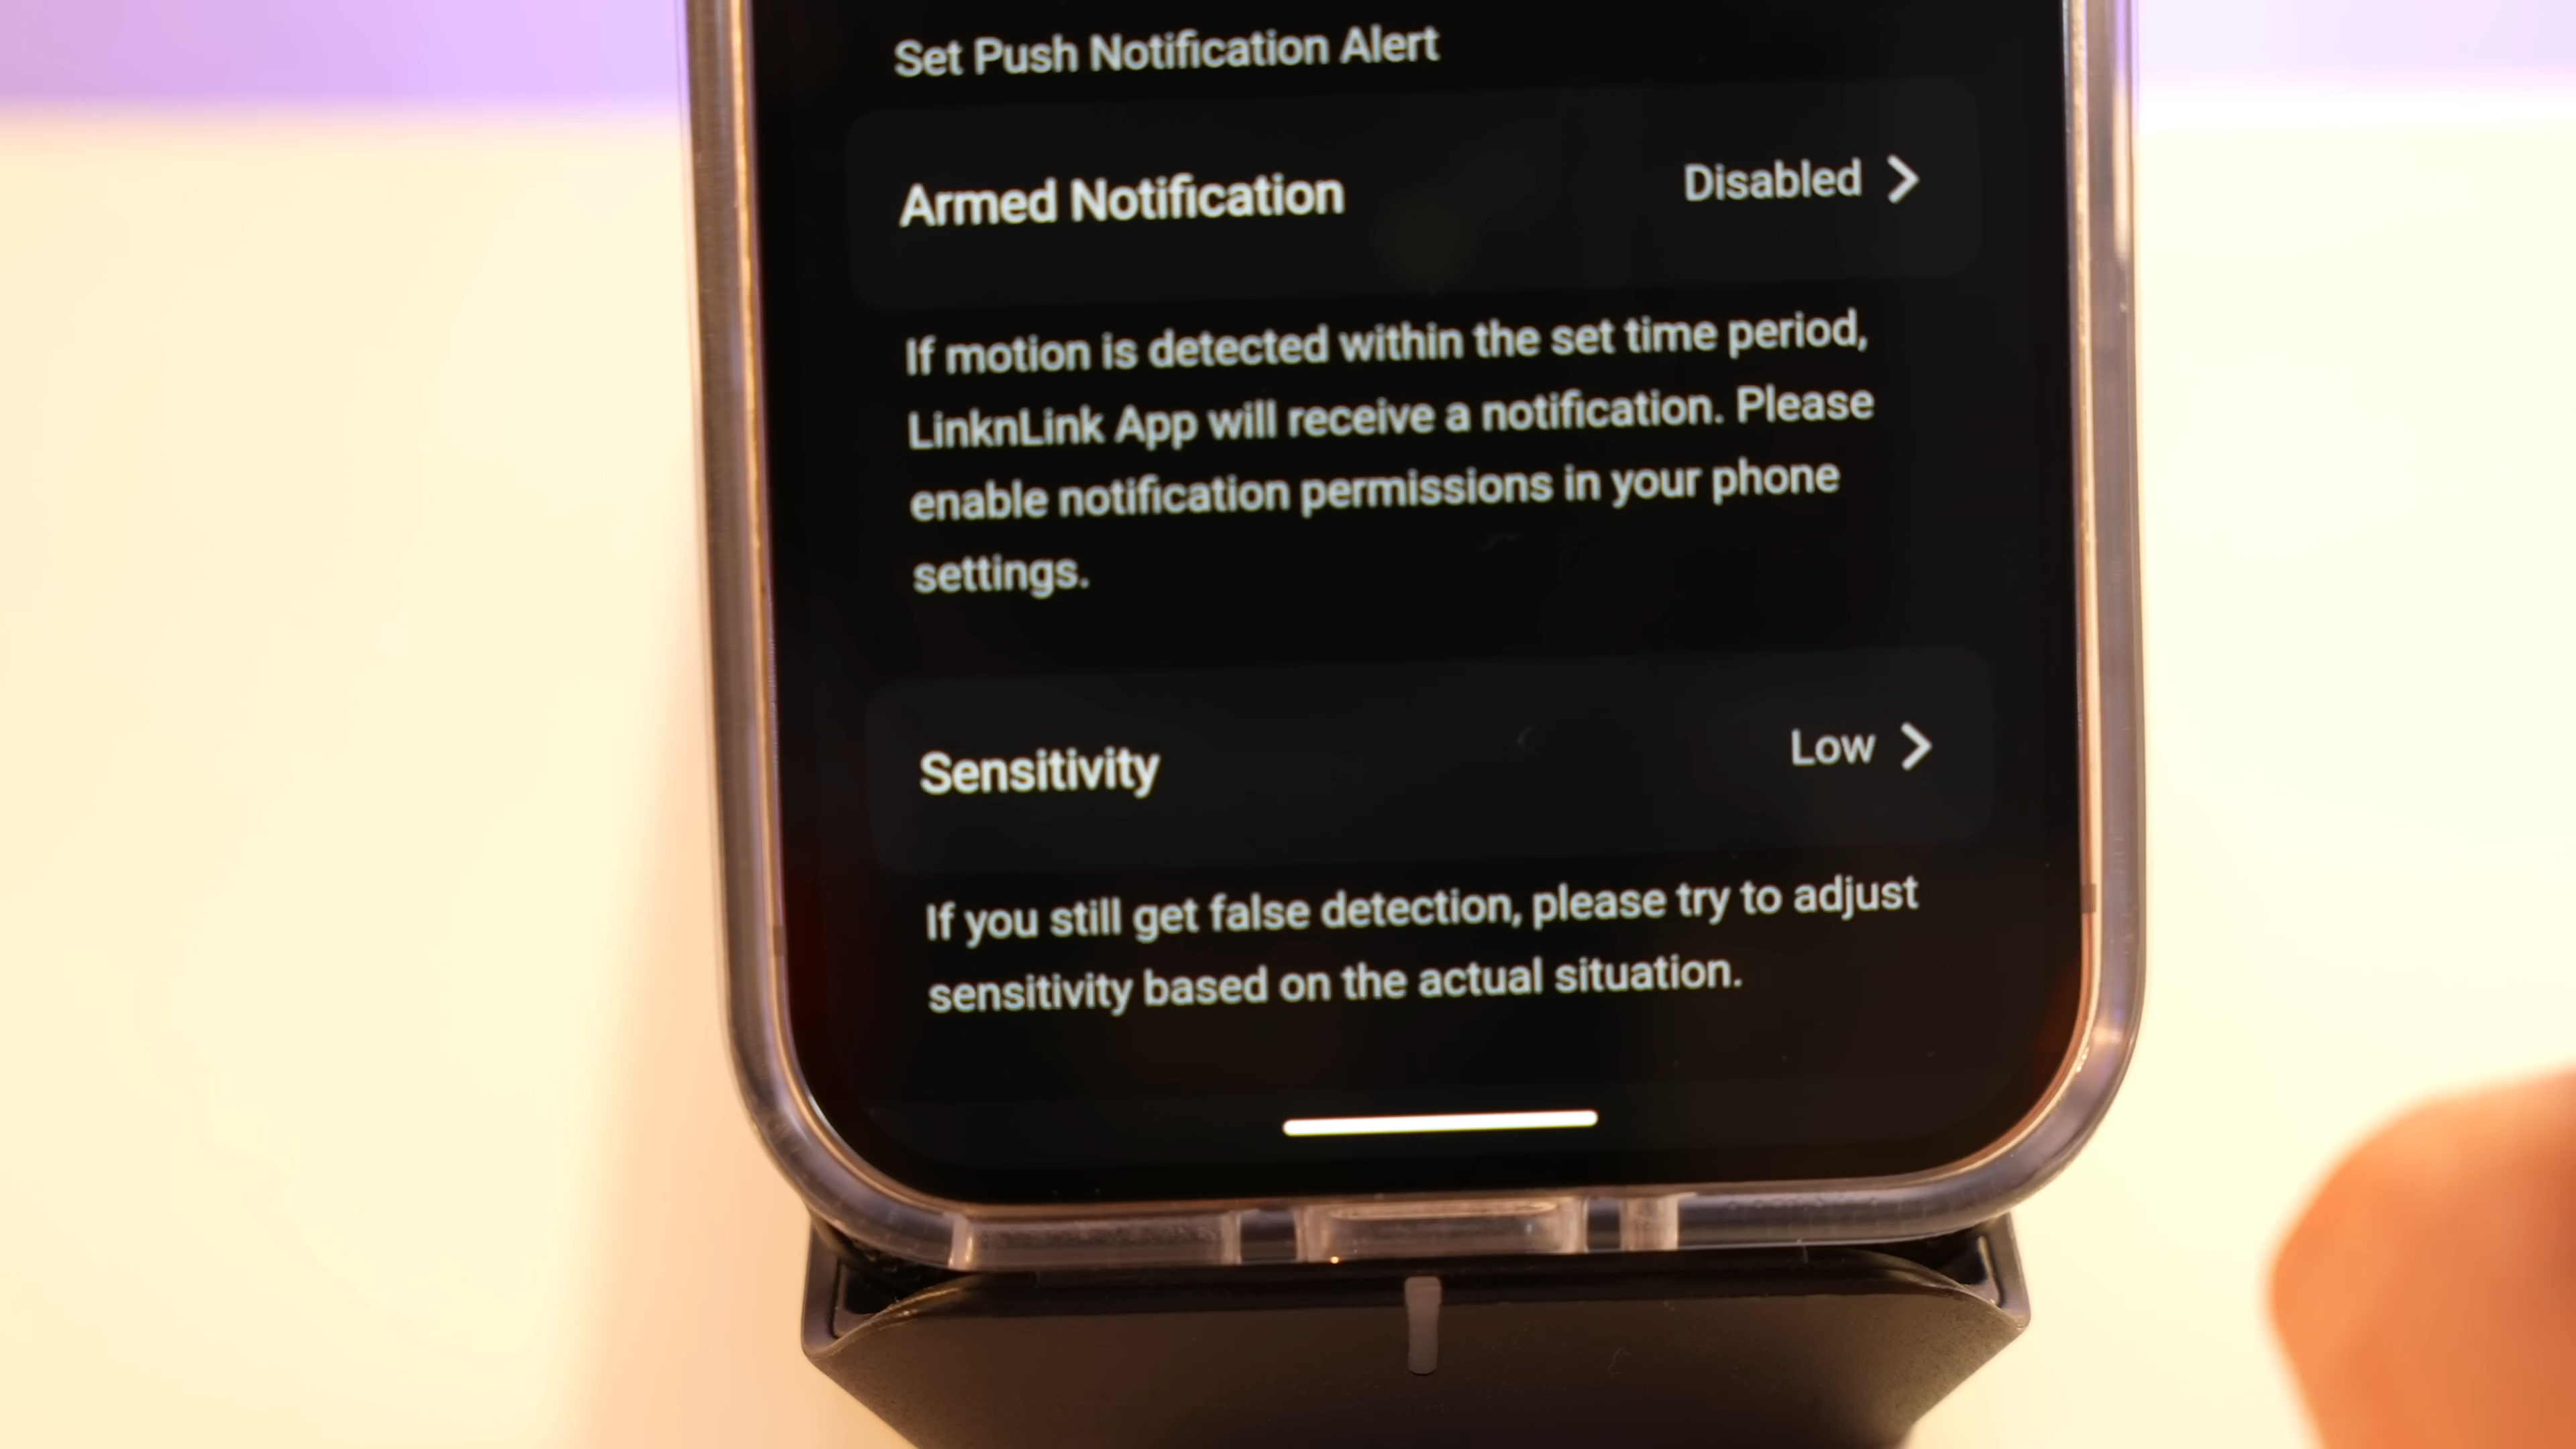 Set Push Notification Alert
Armed Notification Disabled
If motion is detected within the set time period,
LinknLink App will receive a notification. Please
enable notification permissions in your phone
settings.
Sensitivity Low
If you still get false detection, please try to adjust
sensitivity based on the actual situation.